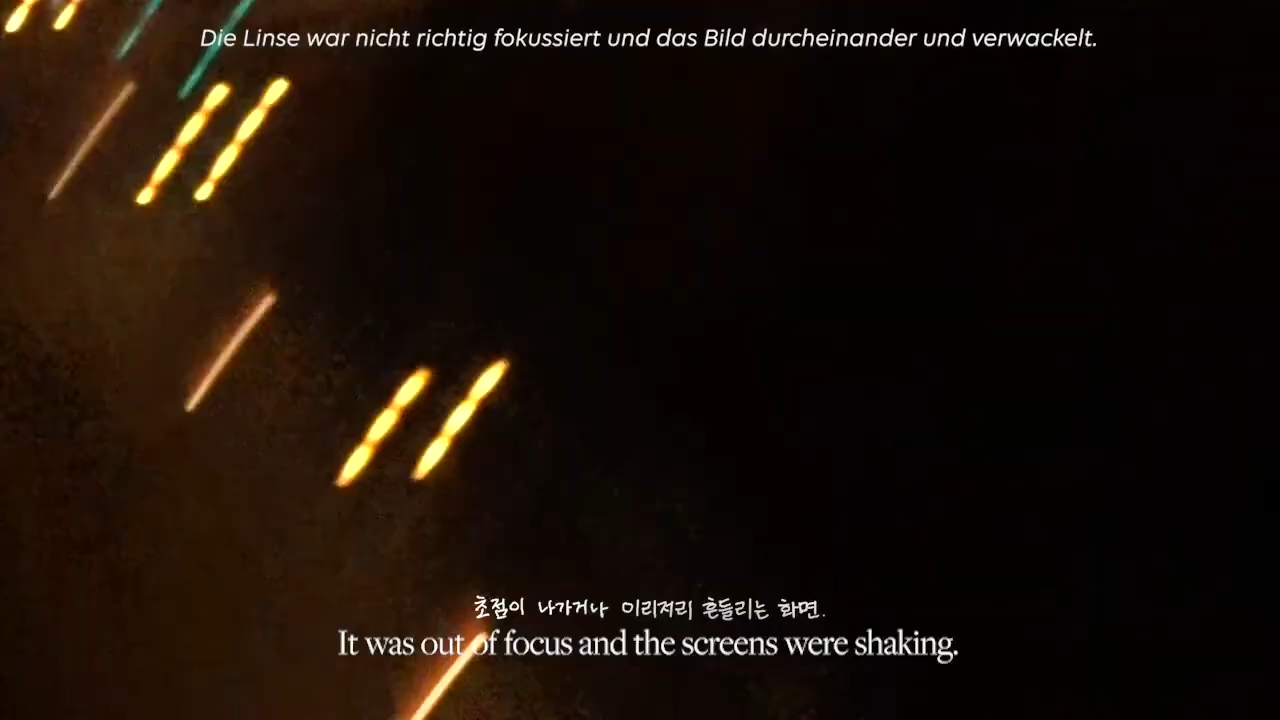 Die Linse war nicht richtig fokussiert und das Bild durcheinander und verwackelt.
초점이 나가거나 이리저리 흔들리는 화면.
It was out of focus and the screens were shaking.